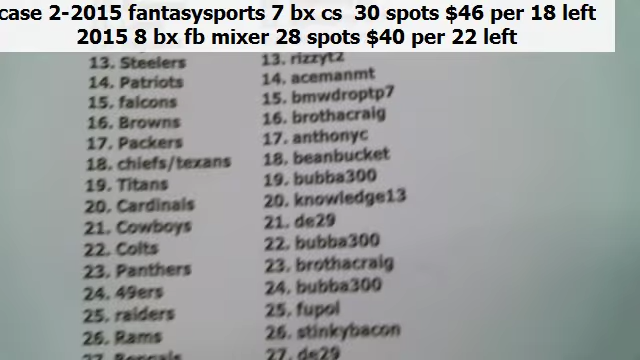 case 2-2015 fantasysports 7 bx cs 30 spots $46 per 18 left
2015 8 bx fb mixer 28 spots $40 per 22 left
13. Steelers 13. rizzyt2
14. Patriots 14. acemanmt
15. falcons 15. bmwdroptp7
16. Browns 16. brothacraig
17. Packers 17. anthonyc
18. chiefs/texans 18. beanbucket
19. Titans 19. bubba300
20. Cardinals 20. knowledge13
21. Cowboys 21. de29
22. Colts 22. bubba300
23. Panthers 23. brothacraig
24. 49ers 24. bubba300
25. raiders 25. fupol
26. Rams 26. stinkybacon
27. Bengals 27. de29